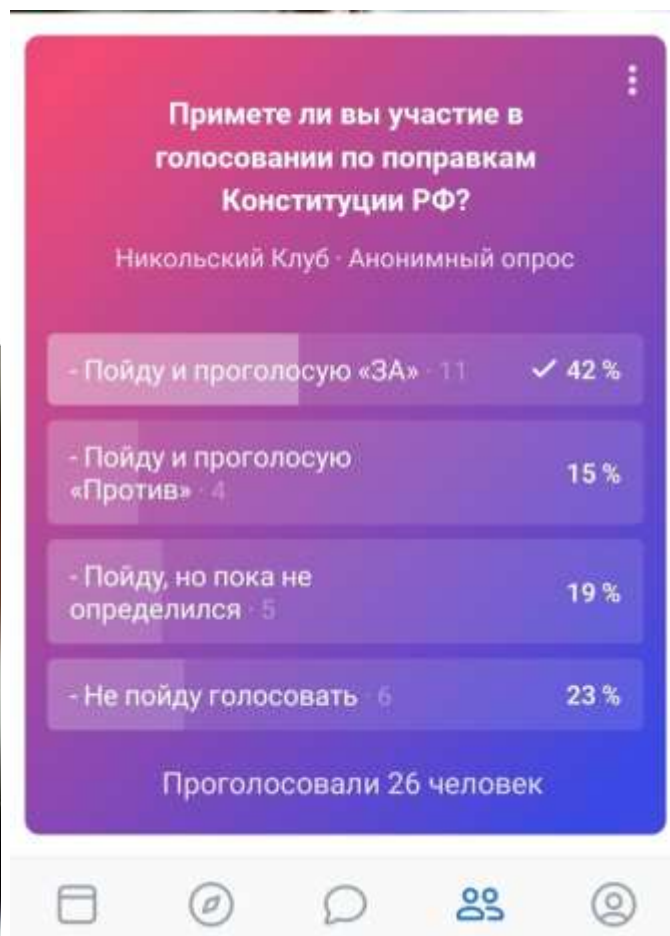 Примете ли вы участие в
голосовании по поправкам
Конституции РФ?
Никольский Клуб · Анонимный опрос
- Пойду и проголосую «ЗА» · 11 42 %
- Пойду и проголосую
«Против» · 4 15 %
- Пойду, но пока не
определился · 5 19 %
- Не пойду голосовать · 6 23 %
Проголосовали 26 человек